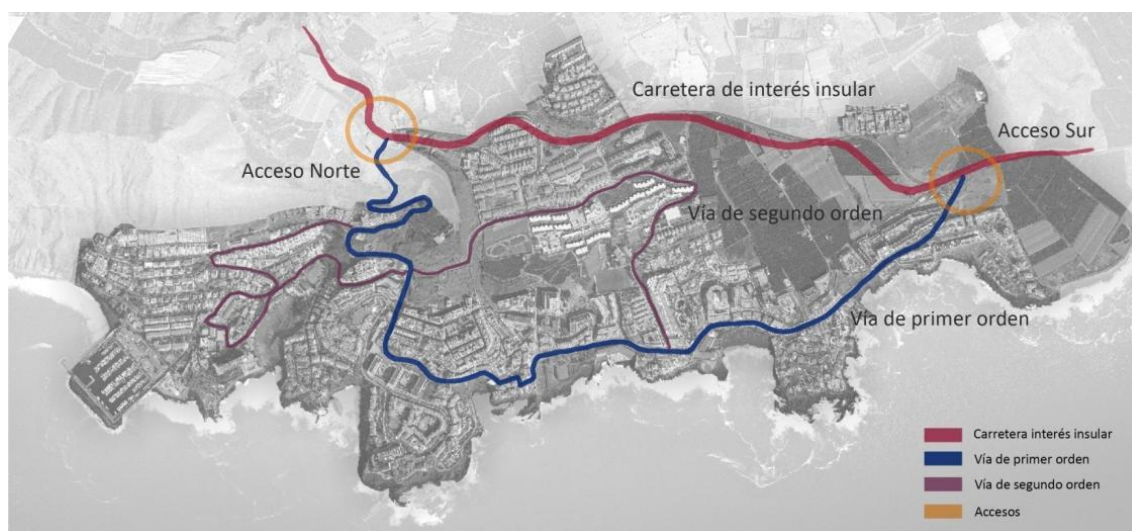 Carretera de interés insular
Acceso Sur
Acceso Norte
Vía de segundo orden
Vía de primer orden
Carretera interés insular
Vía de primer orden
Vía de segundo orden
Accesos